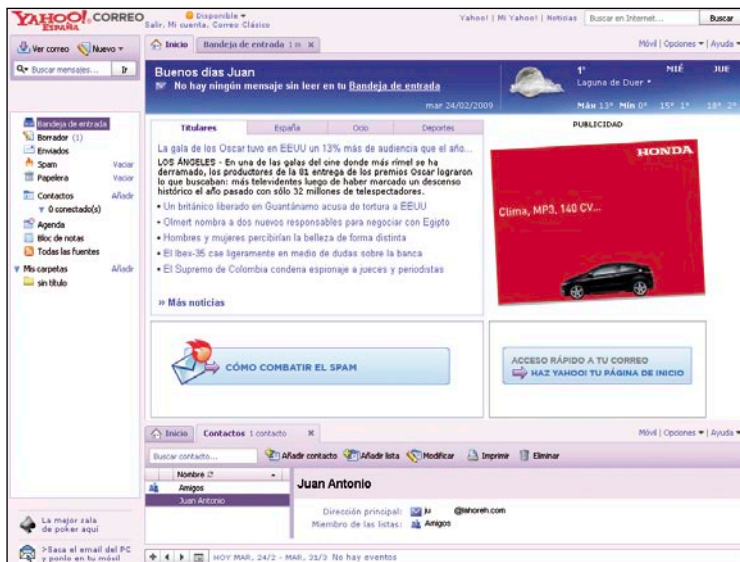 YAHOO! CORREO
ESPAÑA
Disponible
Salir, Mi cuenta, Correo Clásico
Yahoo! | Mi Yahoo! | Noticias
Buscar en Internet...
Buscar
Ver correo
Nuevo
Inicio
Bandeja de entrada
Móvil | Opciones | Ayuda
Buscar mensajes...
Ir
Bandeja de entrada
Borrador (1)
Enviados
Spam Vaciar
Papelera Vaciar
Contactos Añadir
0 conectado(s)
Agenda
Bloc de notas
Todas las fuentes
Mis carpetas Añadir
sin título
La mejor sala
de poker aquí
>Saca el email del PC
y ponlo en tu móvil
Buenos días Juan
No hay ningún mensaje sin leer en tu Bandeja de entrada
mar 24/02/2009
1° MIÉ JUE
Laguna de Duer
Máx 13° Mín 0° 15° 1° 18° 2°
Titulares España Ocio Deportes
La gala de los Oscar tuvo en EEUU un 13% más de audiencia que el año...
LOS ÁNGELES - En una de las galas del cine donde más rímel se ha
derramado, los productores de la 81 entrega de los premios Oscar lograron
lo que buscaban: más televidentes luego de haber marcado un descenso
histórico el año pasado con sólo 32 millones de telespectadores.
• Un británico liberado en Guantánamo acusa de tortura a EEUU
• Olmert nombra a dos nuevos responsables para negociar con Egipto
• Hombres y mujeres percibirían la belleza de forma distinta
• El Ibex-35 cae ligeramente en medio de dudas sobre la banca
• El Supremo de Colombia condena espionaje a jueces y periodistas
» Más noticias
PUBLICIDAD
HONDA
Clima, MP3, 140 CV...
CÓMO COMBATIR EL SPAM
ACCESO RÁPIDO A TU CORREO
HAZ YAHOO! TU PÁGINA DE INICIO
Inicio
Contactos 1 contacto
Móvil | Opciones | Ayuda
Buscar contacto...
Añadir contacto Añadir lista Modificar Imprimir Eliminar
Nombre
Amigos
Juan Antonio
Juan Antonio
Dirección principal: ju @lahoreh.com
Miembro de las listas: Amigos
HOY MAR, 24/2 - MAR, 31/3 No hay eventos